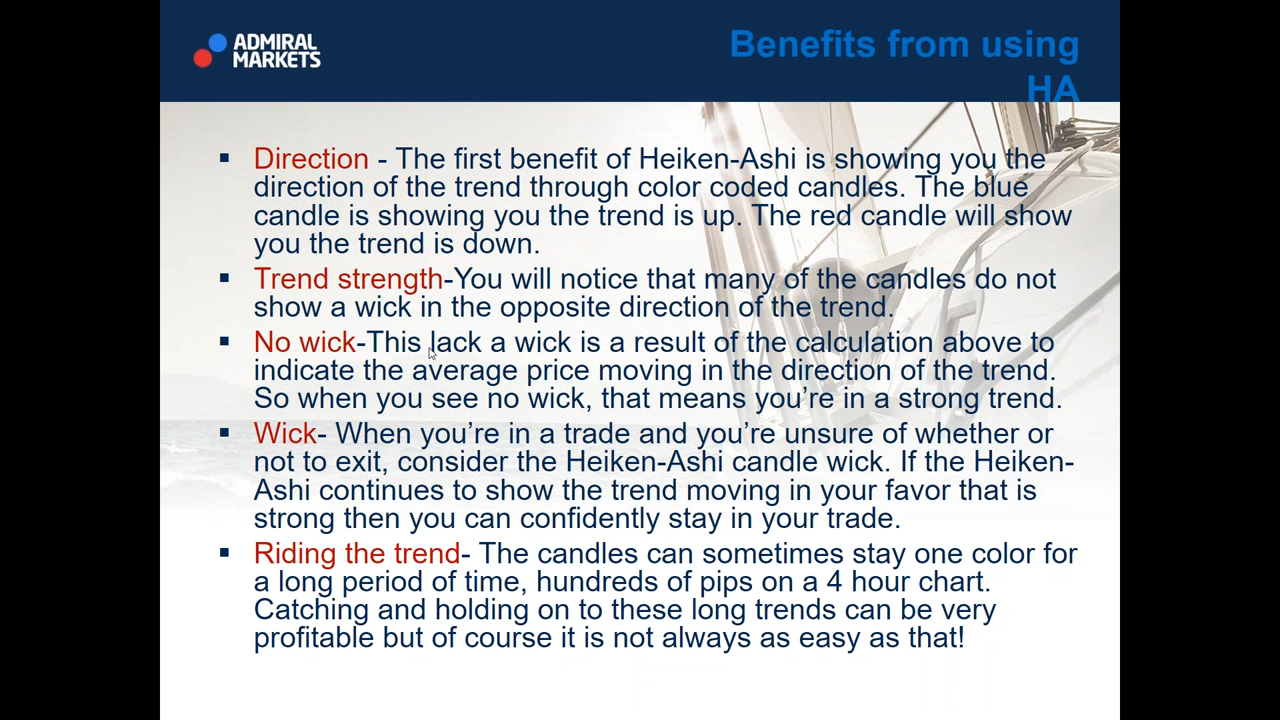 ADMIRAL
MARKETS
Benefits from using
HA
▪ Direction - The first benefit of Heiken-Ashi is showing you the
direction of the trend through color coded candles. The blue
candle is showing you the trend is up. The red candle will show
you the trend is down.
▪ Trend strength-You will notice that many of the candles do not
show a wick in the opposite direction of the trend.
▪ No wick-This lack a wick is a result of the calculation above to
indicate the average price moving in the direction of the trend.
So when you see no wick, that means you’re in a strong trend.
▪ Wick- When you’re in a trade and you’re unsure of whether or
not to exit, consider the Heiken-Ashi candle wick. If the Heiken-
Ashi continues to show the trend moving in your favor that is
strong then you can confidently stay in your trade.
▪ Riding the trend- The candles can sometimes stay one color for
a long period of time, hundreds of pips on a 4 hour chart.
Catching and holding on to these long trends can be very
profitable but of course it is not always as easy as that!